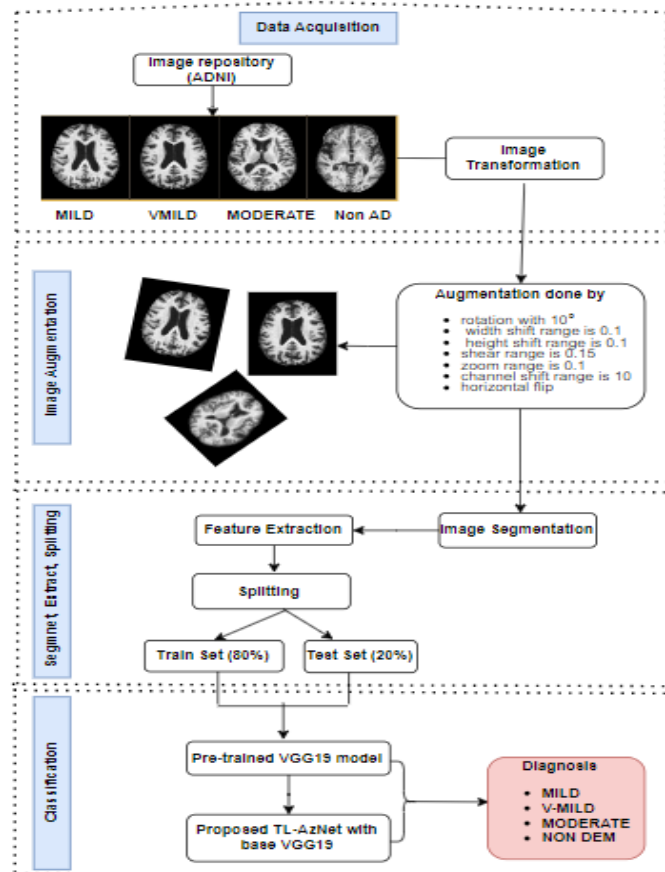 Data Acquisition
Image repository
(ADNI)
MILD
VMILD
MODERATE
Non AD
Image
Transformation
Image Augmentation
Augmentation done by
• rotation with 10°
• width shift range is 0.1
• height shift range is 0.1
• shear range is 0.15
• zoom range is 0.1
• channel shift range is 10
• horizontal flip
Segmnet, Extract, Splitting
Feature Extraction
Image Segmentation
Splitting
Train Set (80%)
Test Set (20%)
Classification
Pre-trained VGG19 model
Proposed TL-AzNet with
base VGG19
Diagnosis
• MILD
• V-MILD
• MODERATE
• NON DEM